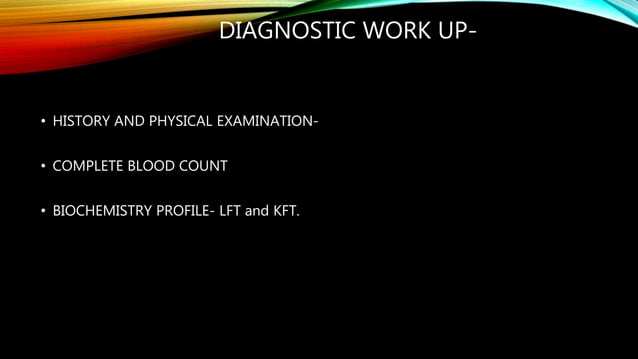 DIAGNOSTIC WORK UP-
• HISTORY AND PHYSICAL EXAMINATION-
• COMPLETE BLOOD COUNT
• BIOCHEMISTRY PROFILE- LFT and KFT.